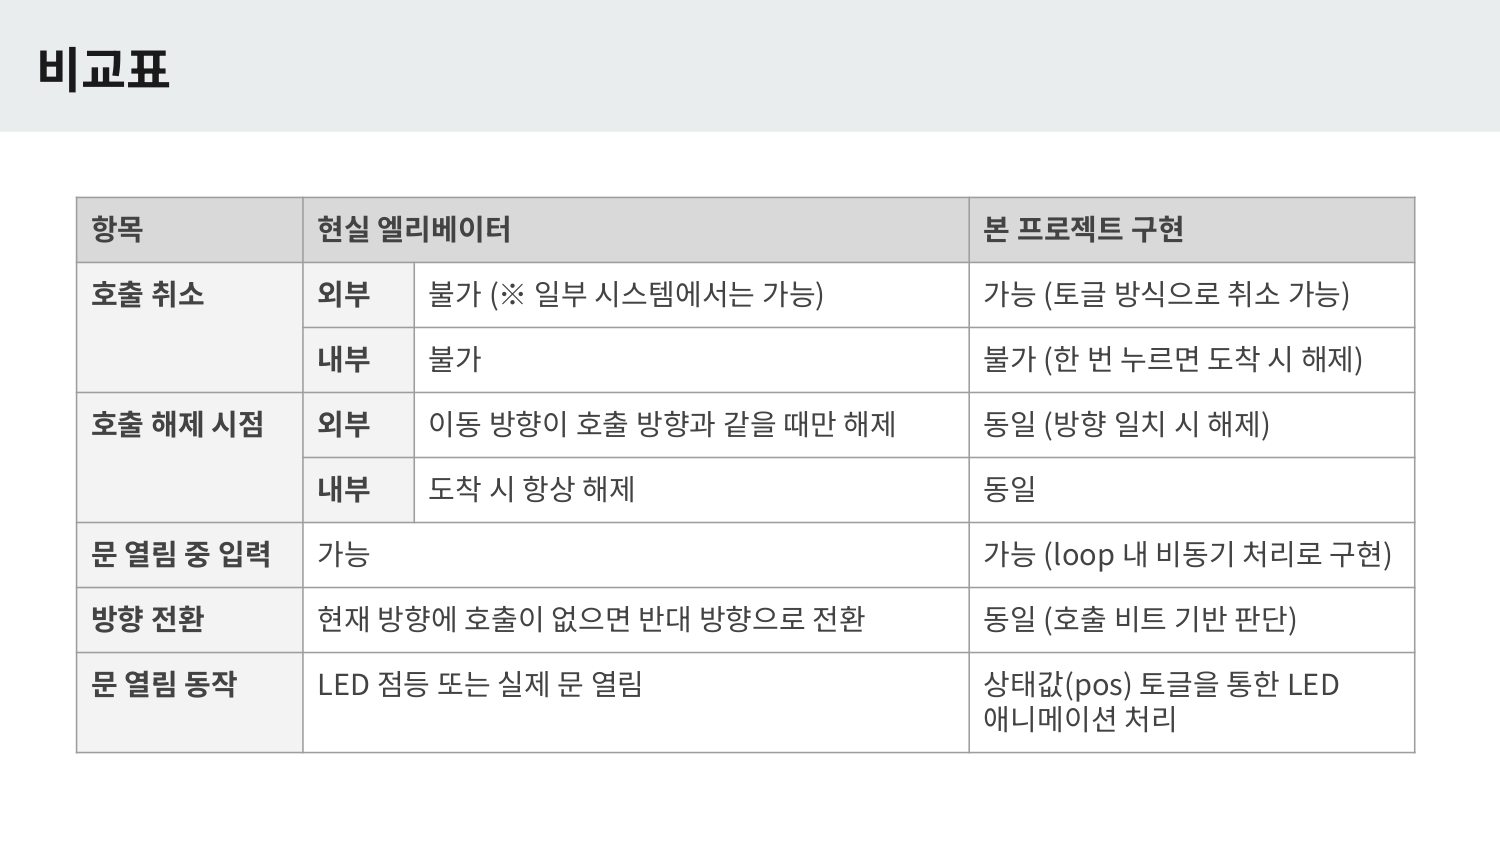 비교표
항목 현실 엘리베이터 본 프로젝트 구현
호출 취소 외부 불가 (※ 일부 시스템에서는 가능) 가능 (토글 방식으로 취소 가능)
내부 불가 불가 (한 번 누르면 도착 시 해제)
호출 해제 시점 외부 이동 방향이 호출 방향과 같을 때만 해제 동일 (방향 일치 시 해제)
내부 도착 시 항상 해제 동일
문 열림 중 입력 가능 가능 (loop 내 비동기 처리로 구현)
방향 전환 현재 방향에 호출이 없으면 반대 방향으로 전환 동일 (호출 비트 기반 판단)
문 열림 동작 LED 점등 또는 실제 문 열림 상태값(pos) 토글을 통한 LED
애니메이션 처리